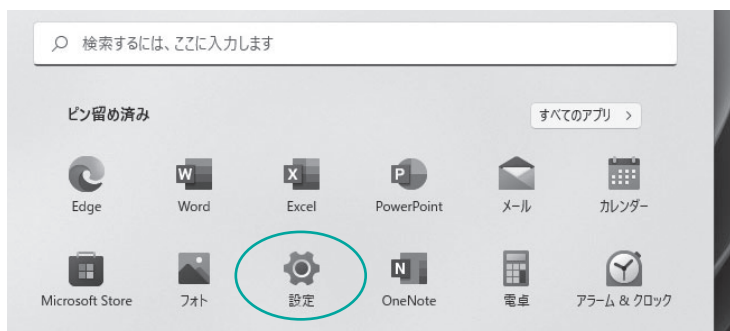 検索するには、ここに入力します
ピン留め済み
すべてのアプリ >
Edge
Word
Excel
PowerPoint
メール
カレンダー
Microsoft Store
フォト
設定
OneNote
電卓
アラーム & クロック